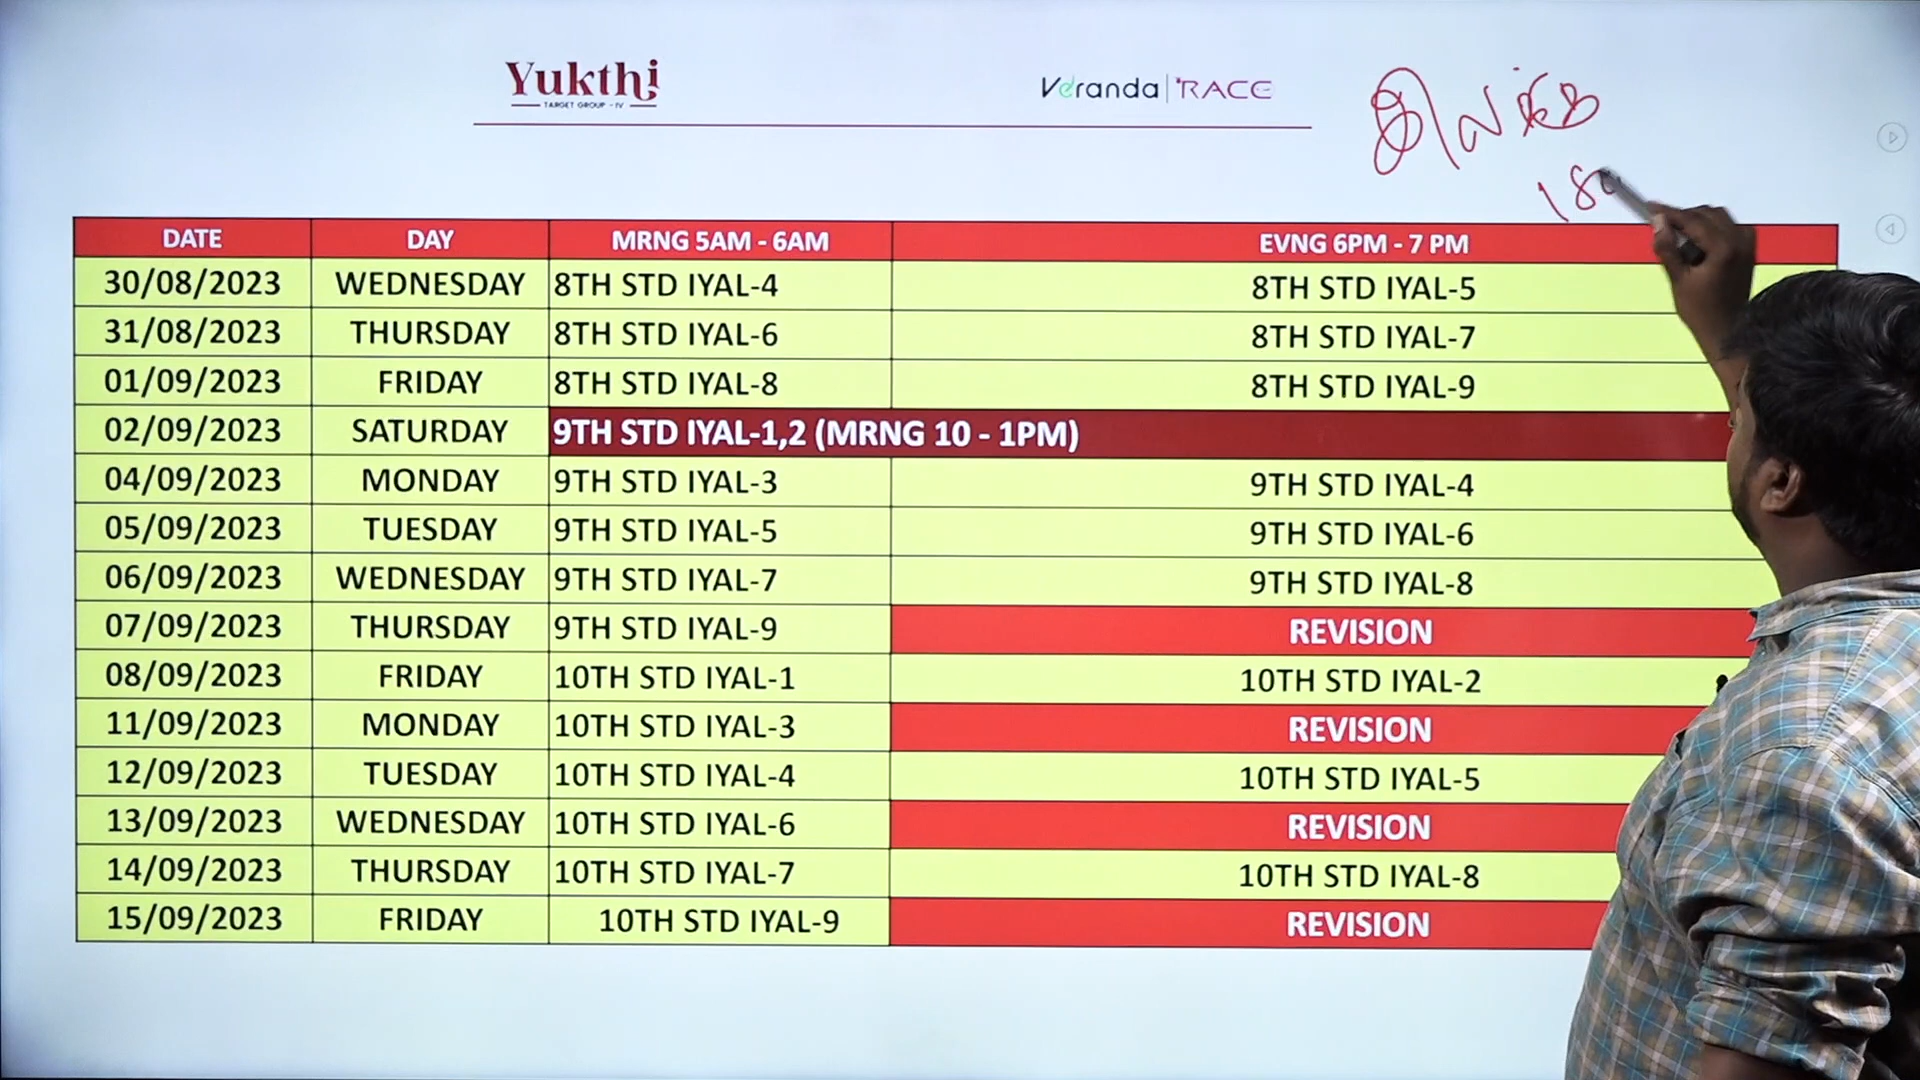 Yukthi
TARGET GROUP - IV
Veranda RACE
DATE DAY MRNG 5AM - 6AM EVNG 6PM - 7 PM
30/08/2023 WEDNESDAY 8TH STD IYAL-4 8TH STD IYAL-5
31/08/2023 THURSDAY 8TH STD IYAL-6 8TH STD IYAL-7
01/09/2023 FRIDAY 8TH STD IYAL-8 8TH STD IYAL-9
02/09/2023 SATURDAY 9TH STD IYAL-1,2 (MRNG 10 - 1PM)
04/09/2023 MONDAY 9TH STD IYAL-3 9TH STD IYAL-4
05/09/2023 TUESDAY 9TH STD IYAL-5 9TH STD IYAL-6
06/09/2023 WEDNESDAY 9TH STD IYAL-7 9TH STD IYAL-8
07/09/2023 THURSDAY 9TH STD IYAL-9 REVISION
08/09/2023 FRIDAY 10TH STD IYAL-1 10TH STD IYAL-2
11/09/2023 MONDAY 10TH STD IYAL-3 REVISION
12/09/2023 TUESDAY 10TH STD IYAL-4 10TH STD IYAL-5
13/09/2023 WEDNESDAY 10TH STD IYAL-6 REVISION
14/09/2023 THURSDAY 10TH STD IYAL-7 10TH STD IYAL-8
15/09/2023 FRIDAY 10TH STD IYAL-9 REVISION